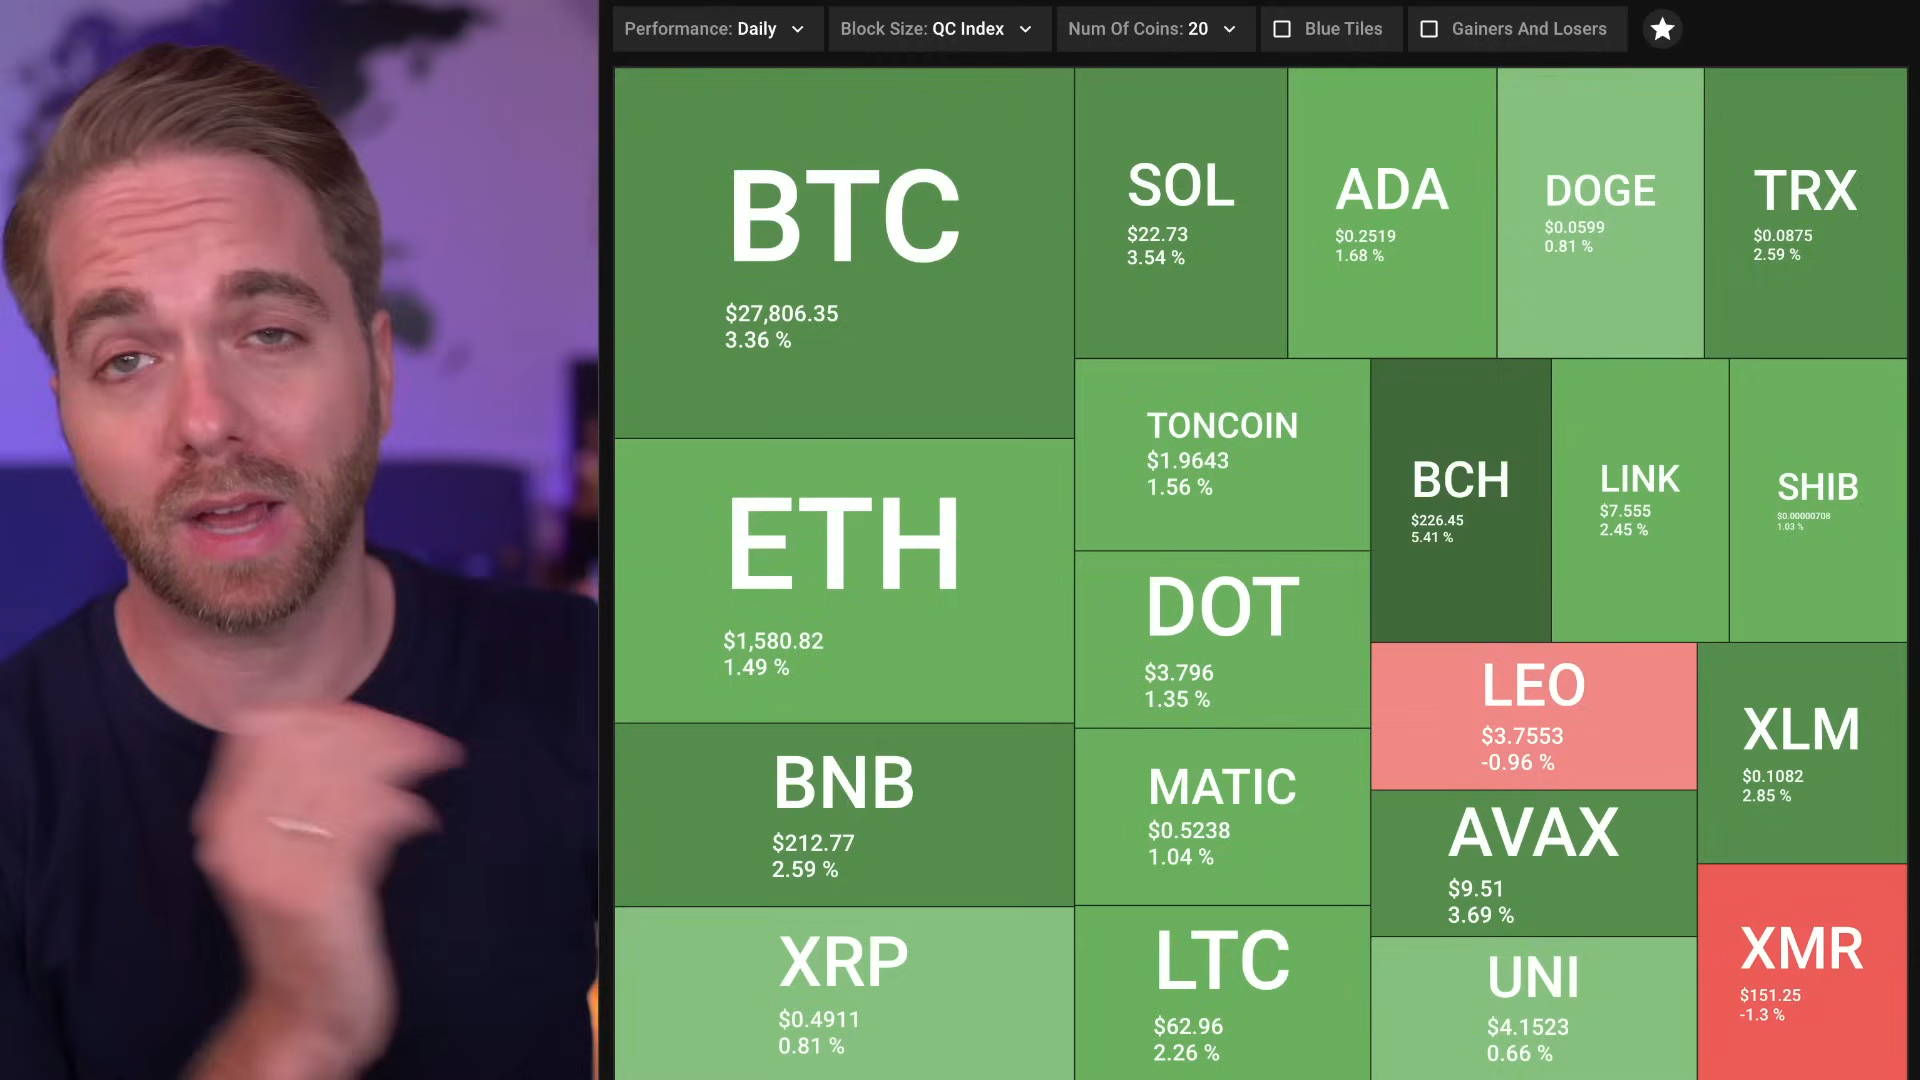 Performance: Daily
Block Size: QC Index
Num Of Coins: 20
Blue Tiles
Gainers And Losers
BTC
$27,806.35
3.36 %
ETH
$1,580.82
1.49 %
BNB
$212.77
2.59 %
XRP
$0.4911
0.81 %
SOL
$22.73
3.54 %
ADA
$0.2519
1.68 %
DOGE
$0.0599
0.81 %
TRX
$0.0875
2.59 %
TONCOIN
$1.9643
1.56 %
DOT
$3.796
1.35 %
MATIC
$0.5238
1.04 %
LTC
$62.96
2.26 %
BCH
$226.45
5.41 %
LINK
$7.555
2.45 %
SHIB
$0.00000708
1.03 %
LEO
$3.7553
-0.96 %
AVAX
$9.51
3.69 %
UNI
$4.1523
0.66 %
XLM
$0.1082
2.85 %
XMR
$151.25
-1.3 %